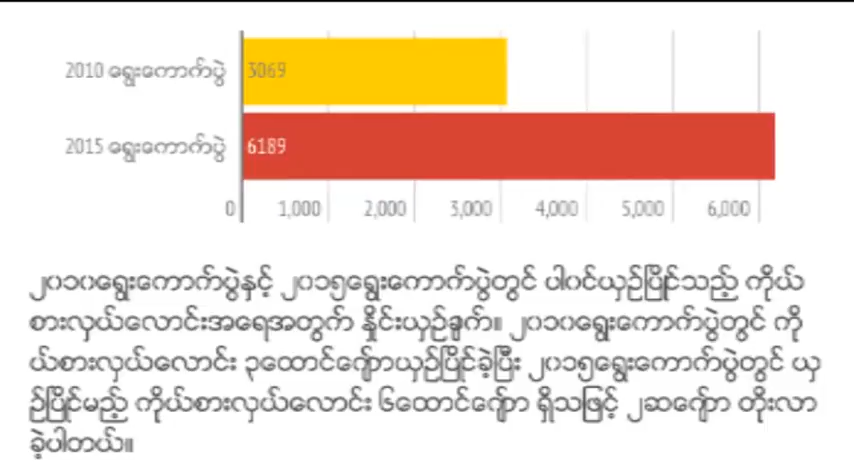 2010 ရွေးကောက်ပွဲ 3069
2015 ရွေးကောက်ပွဲ 6189
0 1,000 2,000 3,000 4,000 5,000 6,000
၂၀၁၀ရွေးကောက်ပွဲနှင့် ၂၀၁၅ရွေးကောက်ပွဲတွင် ပါဝင်ယှဉ်ပြိုင်သည့် ကိုယ်
စားလှယ်လောင်းအရေအတွက် နှိုင်းယှဉ်ချက်။ ၂၀၁၀ရွေးကောက်ပွဲတွင် ကို
ယ်စားလှယ်လောင်း ၃ထောင်ကျော်ယှဉ်ပြိုင်ခဲ့ပြီး ၂၀၁၅ရွေးကောက်ပွဲတွင် ယှ
ဉ်ပြိုင်မည့် ကိုယ်စားလှယ်လောင်း ၆ထောင်ကျော် ရှိသဖြင့် ၂ဆကျော် တိုးလာ
ခဲ့ပါတယ်။